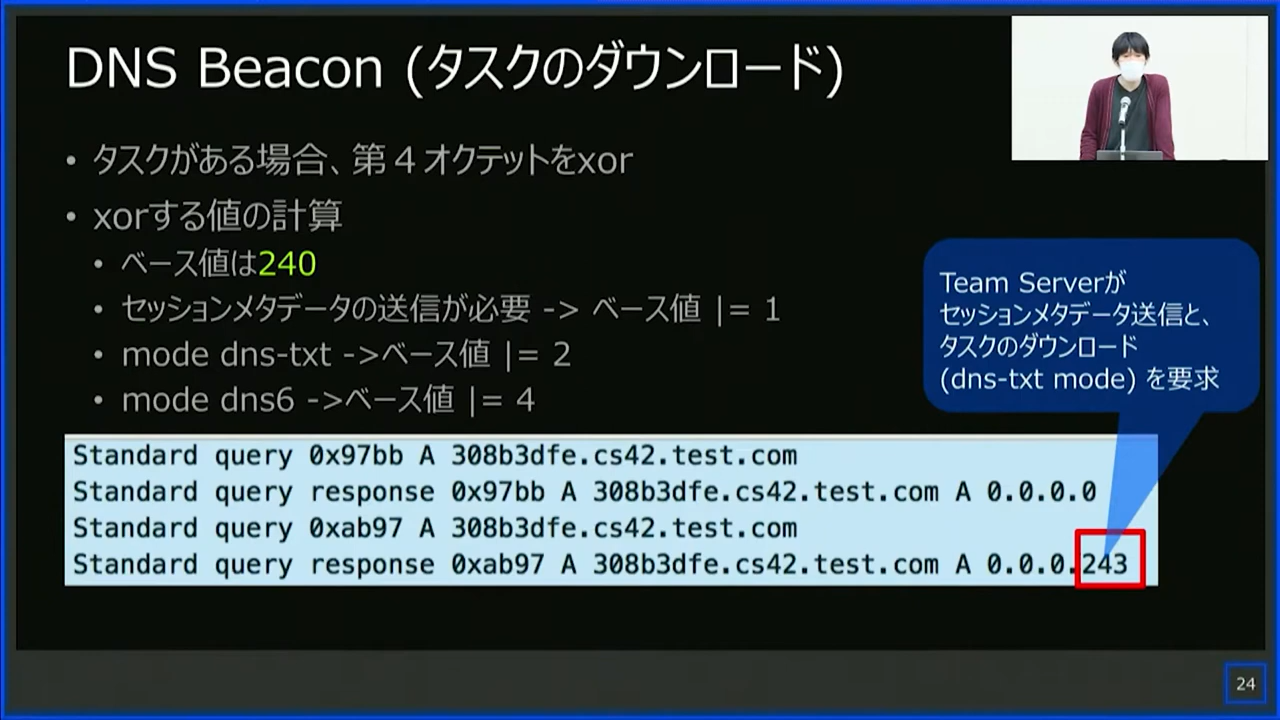 DNS Beacon (タスクのダウンロード)
• タスクがある場合、第４オクテットをxor
• xorする値の計算
• ベース値は240
• セッションメタデータの送信が必要 -> ベース値 |= 1
• mode dns-txt ->ベース値 |= 2
• mode dns6 ->ベース値 |= 4
Team Serverが
セッションメタデータ送信と、
タスクのダウンロード
(dns-txt mode) を要求
Standard query 0x97bb A 308b3dfe.cs42.test.com
Standard query response 0x97bb A 308b3dfe.cs42.test.com A 0.0.0.0
Standard query 0xab97 A 308b3dfe.cs42.test.com
Standard query response 0xab97 A 308b3dfe.cs42.test.com A 0.0.0.243
24